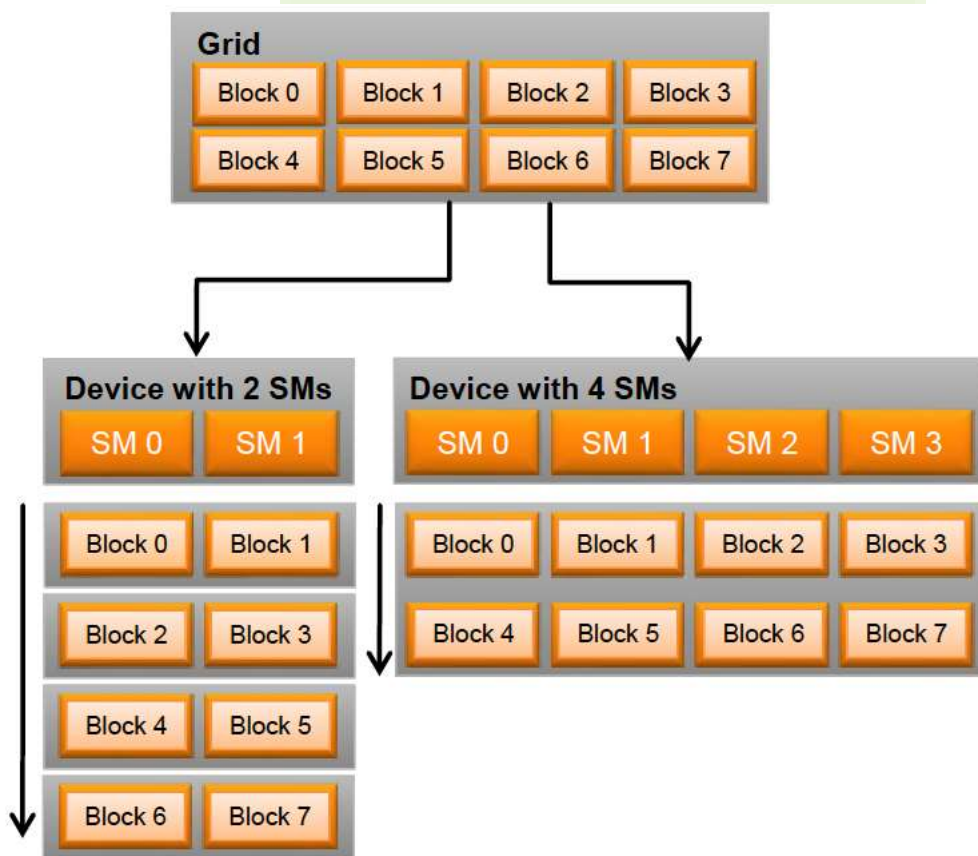 Grid
Block 0 Block 1 Block 2 Block 3
Block 4 Block 5 Block 6 Block 7
Device with 2 SMs
SM 0 SM 1
Block 0 Block 1
Block 2 Block 3
Block 4 Block 5
Block 6 Block 7
Device with 4 SMs
SM 0 SM 1 SM 2 SM 3
Block 0 Block 1 Block 2 Block 3
Block 4 Block 5 Block 6 Block 7